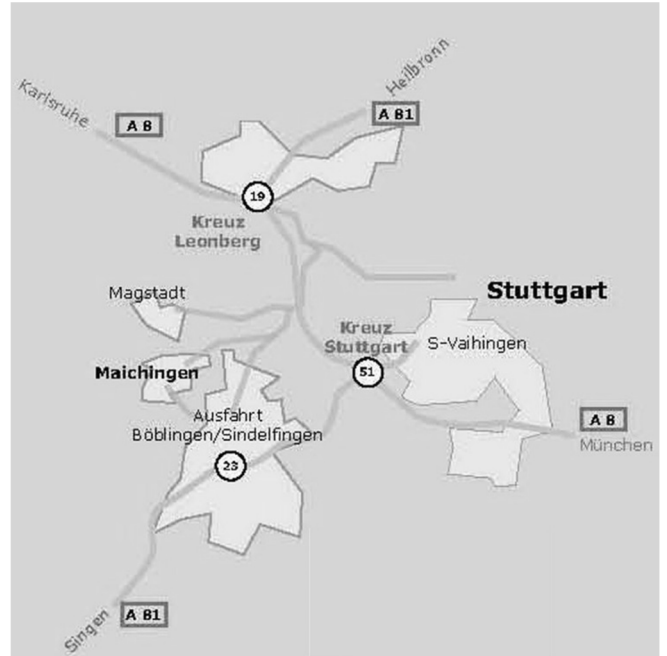 Heilbronn
Karlsruhe
A 8
A 81
19
Kreuz
Leonberg
Magstadt
Stuttgart
Kreuz
Stuttgart
S-Vaihingen
Maichingen
51
Ausfahrt
Böblingen/Sindelfingen
A 8
München
23
Singen
A 81